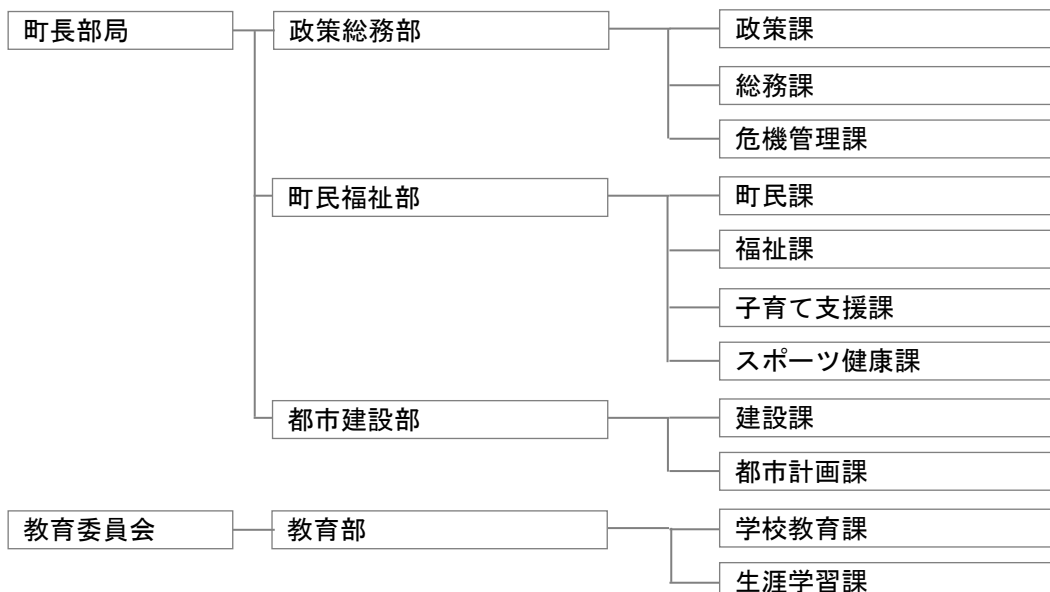 町長部局
政策総務部
政策課
総務課
危機管理課
町民福祉部
町民課
福祉課
子育て支援課
スポーツ健康課
都市建設部
建設課
都市計画課
教育委員会
教育部
学校教育課
生涯学習課